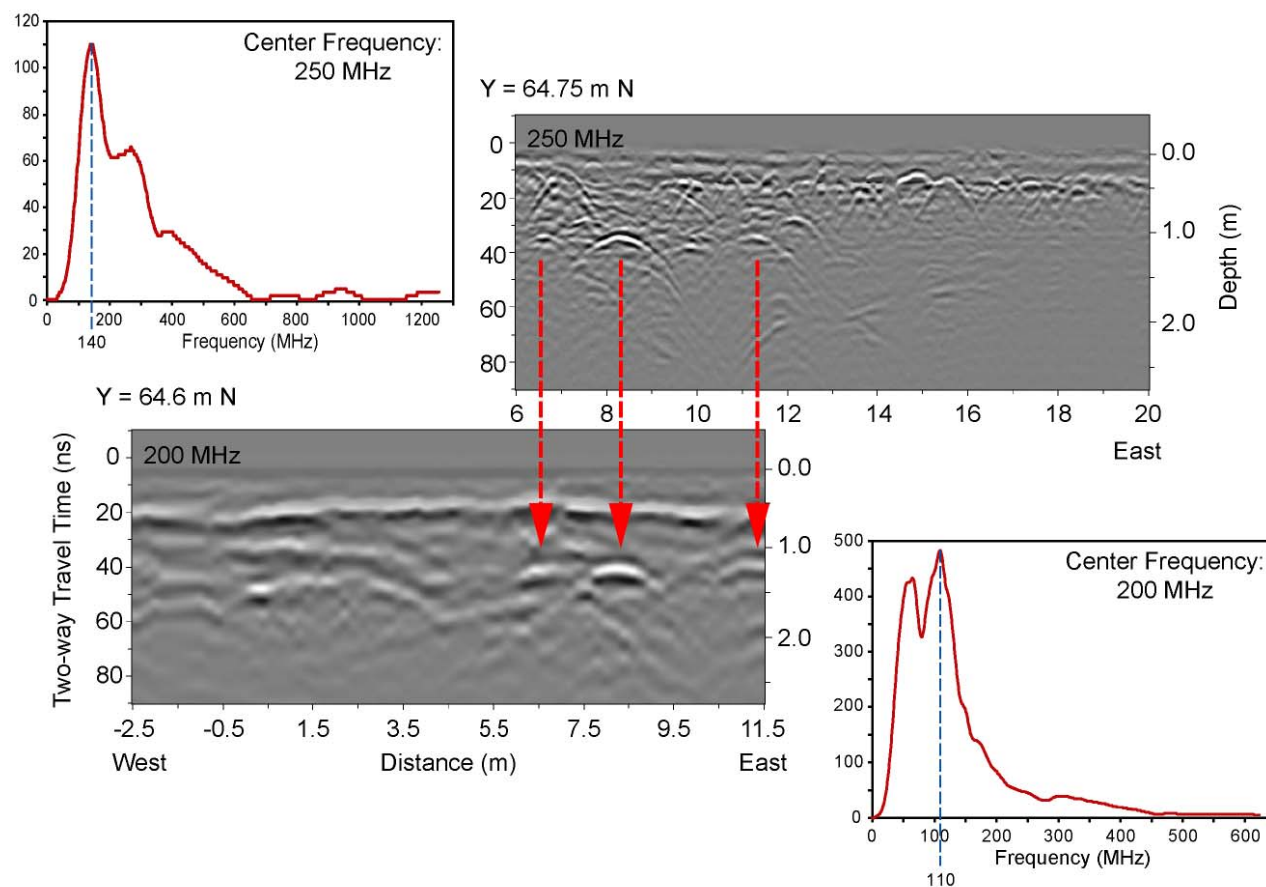 120
100
80
60
40
20
0
0 200 400 600 800 1000 1200
Frequency (MHz)
140
Center Frequency:
250 MHz
Y = 64.75 m N
250 MHz
0
20
40
60
80
0.0
1.0
2.0
Depth (m)
6 8 10 12 14 16 18 20
East
Y = 64.6 m N
200 MHz
Two-way Travel Time (ns)
0
20
40
60
80
0.0
1.0
2.0
-2.5 -0.5 1.5 3.5 5.5 7.5 9.5 11.5
West Distance (m) East
500
400
300
200
100
0
Center Frequency:
200 MHz
0 100 200 300 400 500 600
Frequency (MHz)
110